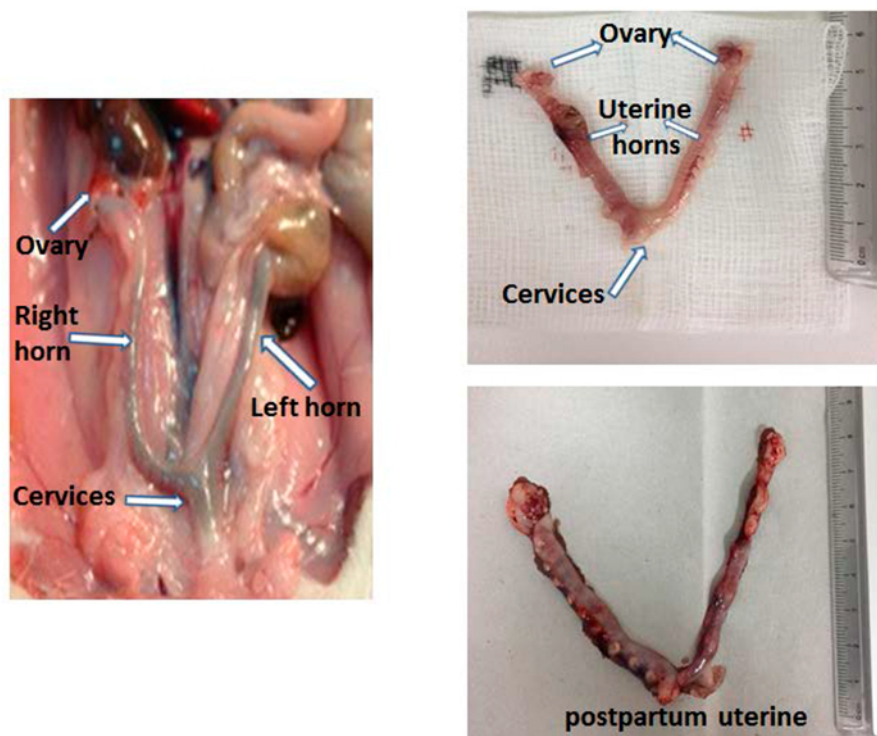 Ovary
Right
horn
Left horn
Cervices
Ovary
Uterine
horns
Cervices
postpartum uterine